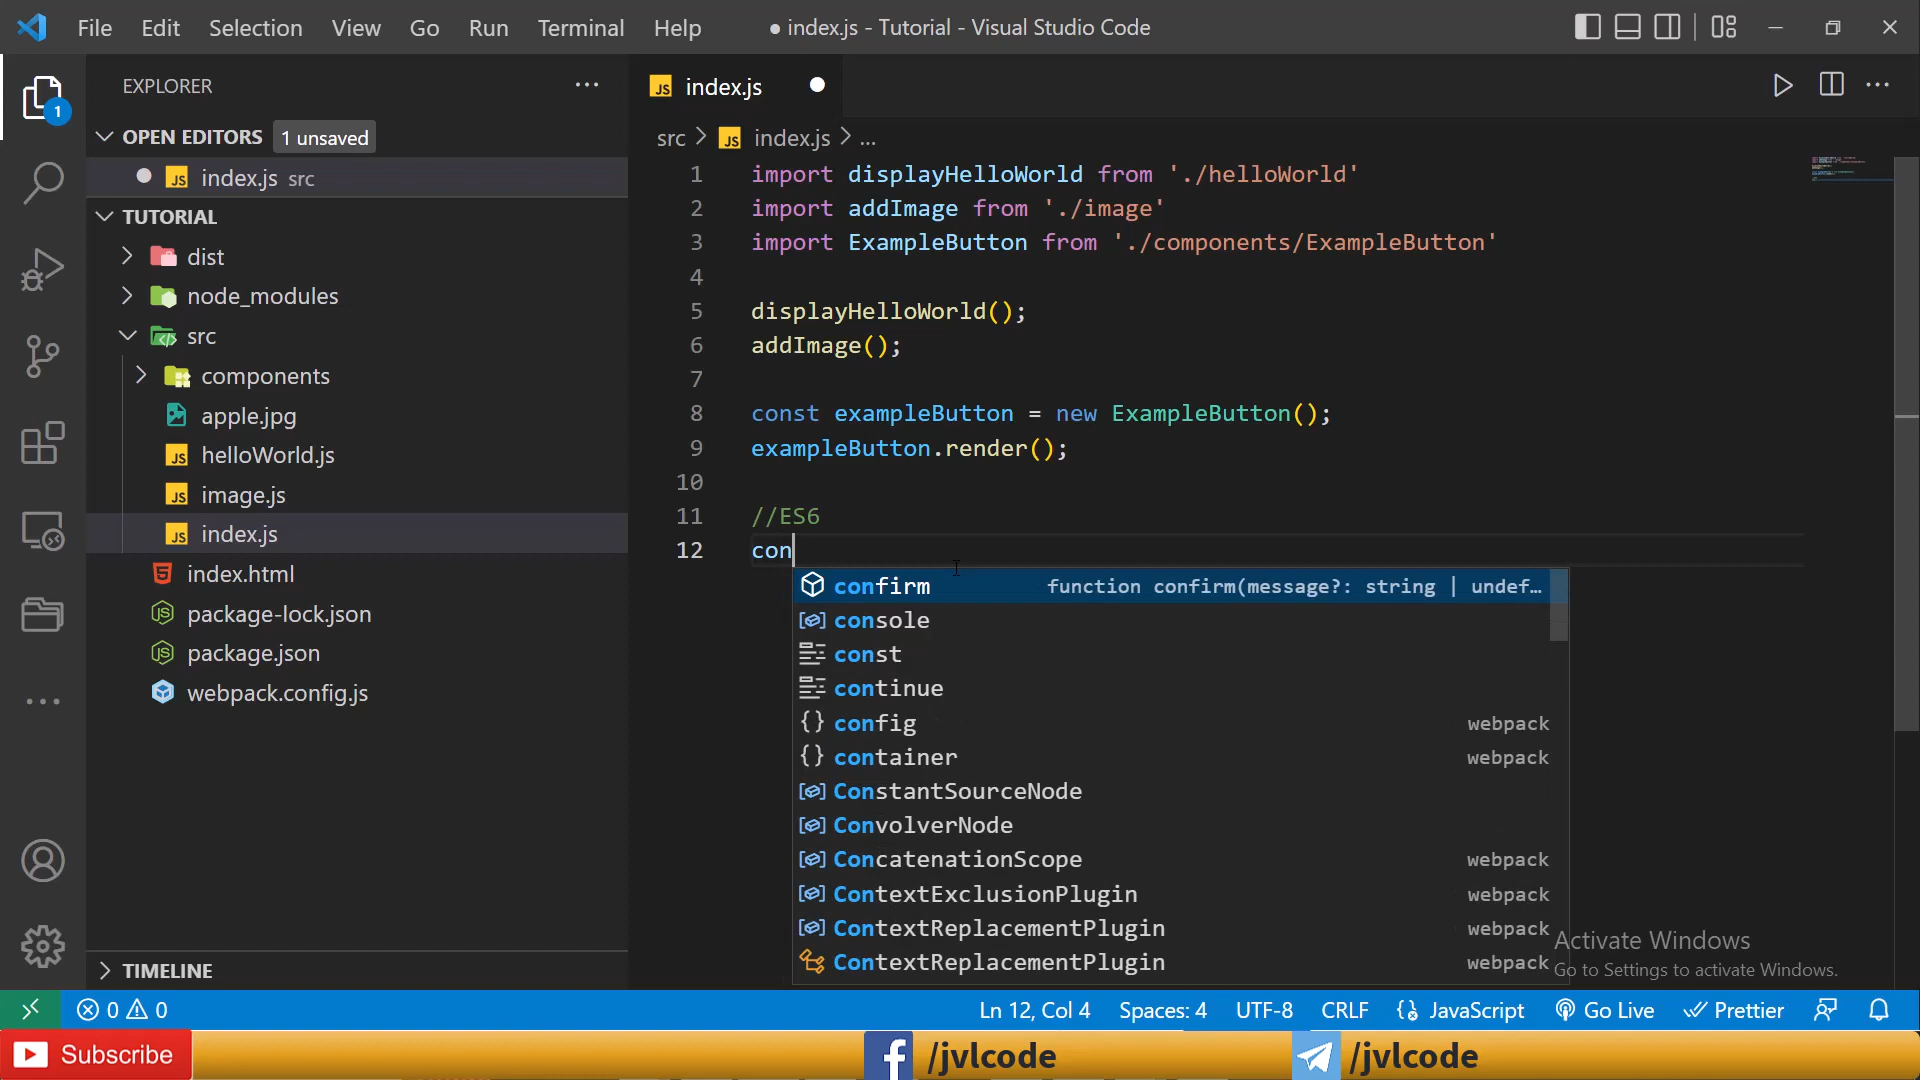 File Edit Selection View Go Run Terminal Help
● index.js - Tutorial - Visual Studio Code
EXPLORER
1
OPEN EDITORS 1 unsaved
JS index.js src
TUTORIAL
dist
node_modules
src
components
apple.jpg
JS helloWorld.js
JS image.js
JS index.js
index.html
package-lock.json
package.json
webpack.config.js
TIMELINE
JS index.js
src > JS index.js > ...
1 import displayHelloWorld from './helloWorld'
2 import addImage from './image'
3 import ExampleButton from './components/ExampleButton'
4
5 displayHelloWorld();
6 addImage();
7
8 const exampleButton = new ExampleButton();
9 exampleButton.render();
10
11 //ES6
12 con
confirm function confirm(message?: string | undef…
console
const
continue
config webpack
container webpack
ConstantSourceNode
ConvolverNode
ConcatenationScope webpack
ContextExclusionPlugin webpack
ContextReplacementPlugin webpack
ContextReplacementPlugin webpack
Activate Windows
Go to Settings to activate Windows.
0 0 Ln 12, Col 4 Spaces: 4 UTF-8 CRLF JavaScript Go Live Prettier
Subscribe f /jvlcode /jvlcode